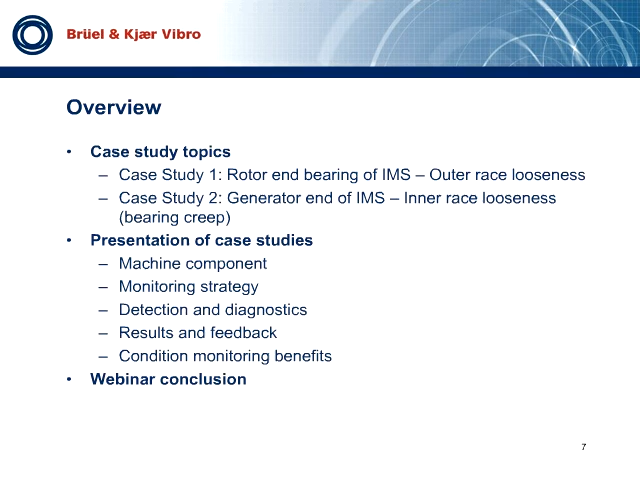 Brüel & Kjær Vibro
Overview
• Case study topics
– Case Study 1: Rotor end bearing of IMS – Outer race looseness
– Case Study 2: Generator end of IMS – Inner race looseness
(bearing creep)
• Presentation of case studies
– Machine component
– Monitoring strategy
– Detection and diagnostics
– Results and feedback
– Condition monitoring benefits
• Webinar conclusion
7